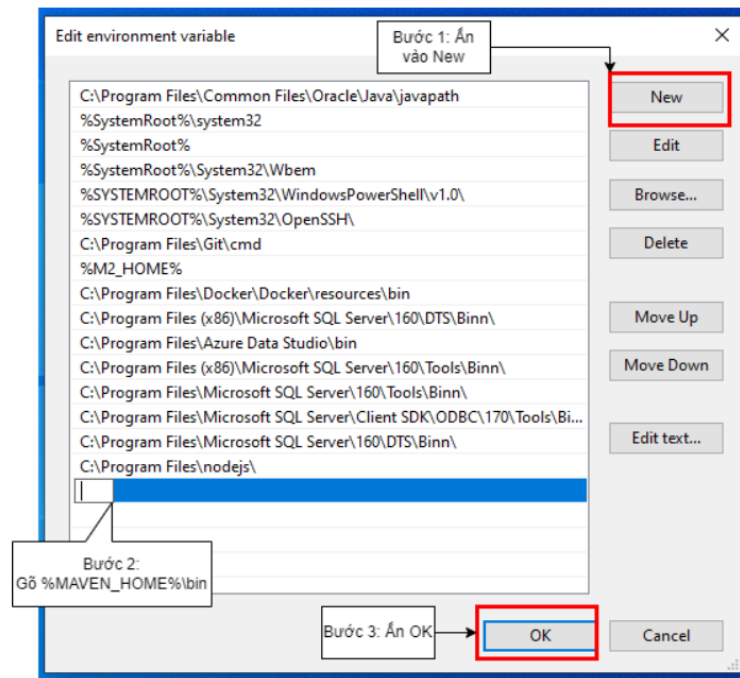 Edit environment variable
Bước 1: Ấn
vào New
C:\Program Files\Common Files\Oracle\Java\javapath
New
%SystemRoot%\system32
%SystemRoot%
Edit
%SystemRoot%\System32\Wbem
%SYSTEMROOT%\System32\WindowsPowerShell\v1.0\
Browse...
%SYSTEMROOT%\System32\OpenSSH\
C:\Program Files\Git\cmd
Delete
%M2_HOME%
C:\Program Files\Docker\Docker\resources\bin
C:\Program Files (x86)\Microsoft SQL Server\160\DTS\Binn\
Move Up
C:\Program Files\Azure Data Studio\bin
C:\Program Files (x86)\Microsoft SQL Server\160\Tools\Binn\
Move Down
C:\Program Files\Microsoft SQL Server\160\Tools\Binn\
C:\Program Files\Microsoft SQL Server\Client SDK\ODBC\170\Tools\Bi...
C:\Program Files\Microsoft SQL Server\160\DTS\Binn\
Edit text...
C:\Program Files\nodejs\
Bước 2:
Gõ %MAVEN_HOME%\bin
Bước 3: Ấn OK
OK
Cancel